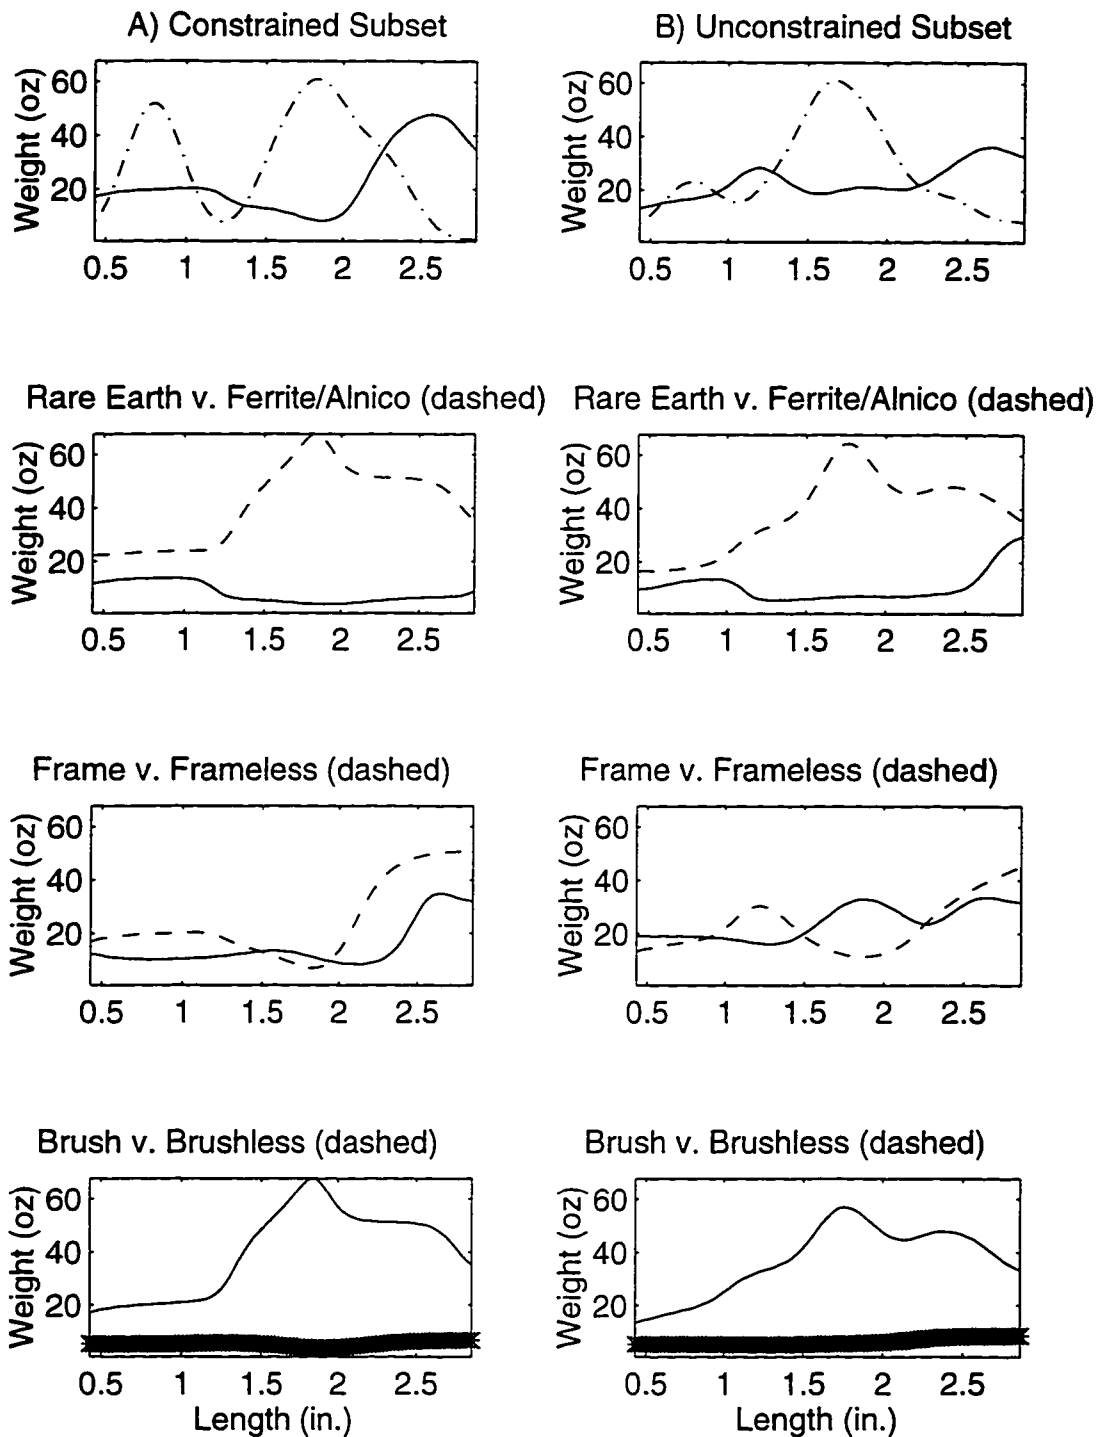 A) Constrained Subset
B) Unconstrained Subset
Weight (oz)
60
40
20
0.5 1 1.5 2 2.5
Weight (oz)
60
40
20
0.5 1 1.5 2 2.5
Rare Earth v. Ferrite/Alnico (dashed)
Rare Earth v. Ferrite/Alnico (dashed)
Weight (oz)
60
40
20
0.5 1 1.5 2 2.5
Weight (oz)
60
40
20
0.5 1 1.5 2 2.5
Frame v. Frameless (dashed)
Frame v. Frameless (dashed)
Weight (oz)
60
40
20
0.5 1 1.5 2 2.5
Weight (oz)
60
40
20
0.5 1 1.5 2 2.5
Brush v. Brushless (dashed)
Brush v. Brushless (dashed)
Weight (oz)
60
40
20
0.5 1 1.5 2 2.5
Length (in.)
Weight (oz)
60
40
20
0.5 1 1.5 2 2.5
Length (in.)